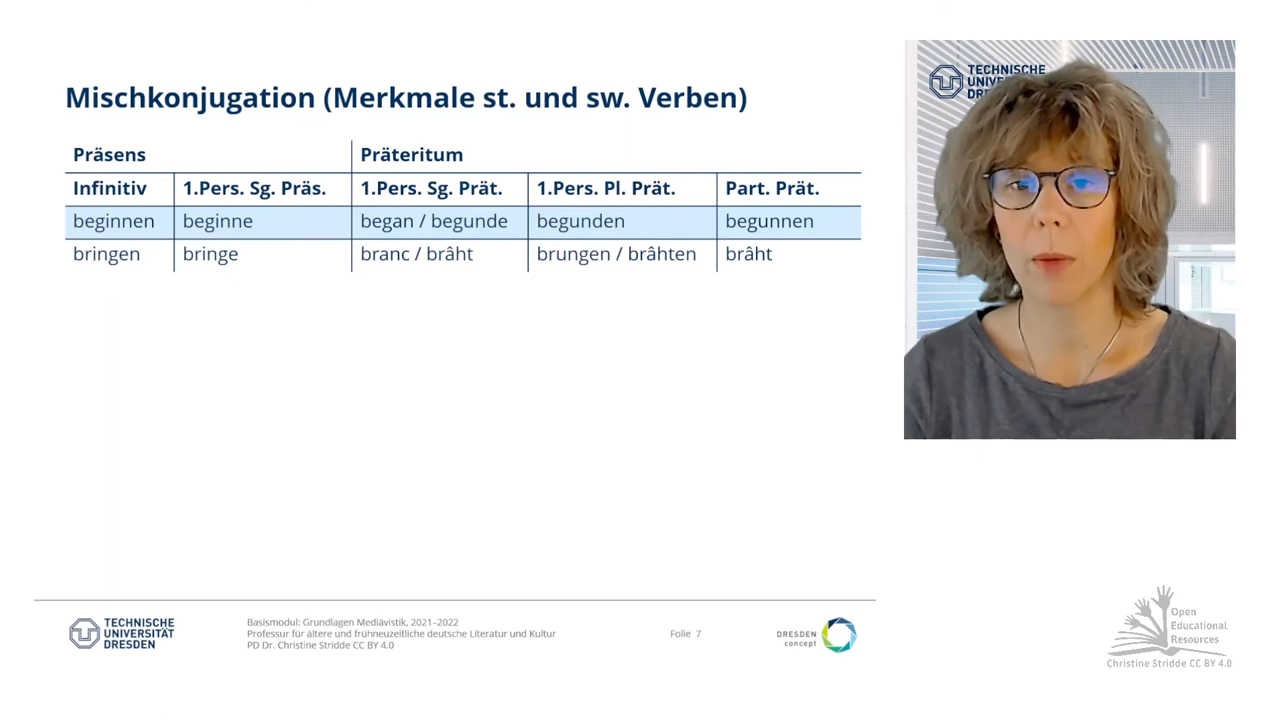 Mischkonjugation (Merkmale st. und sw. Verben)
Präsens Präteritum
Infinitiv 1.Pers. Sg. Präs. 1.Pers. Sg. Prät. 1.Pers. Pl. Prät. Part. Prät.
beginnen beginne began / begunde begunden begunnen
bringen bringe branc / brâht brungen / brâhten brâht
TECHNISCHE
UNIVERSITÄT
DRESDEN
Basismodul: Grundlagen Mediävistik, 2021–2022
Professur für ältere und frühneuzeitliche deutsche Literatur und Kultur
PD Dr. Christine Stridde CC BY 4.0
Folie 7
DRESDEN
concept
TECHNISCHE
UNIVE
DRE
Open
Educational
Resources
Christine Stridde CC BY 4.0